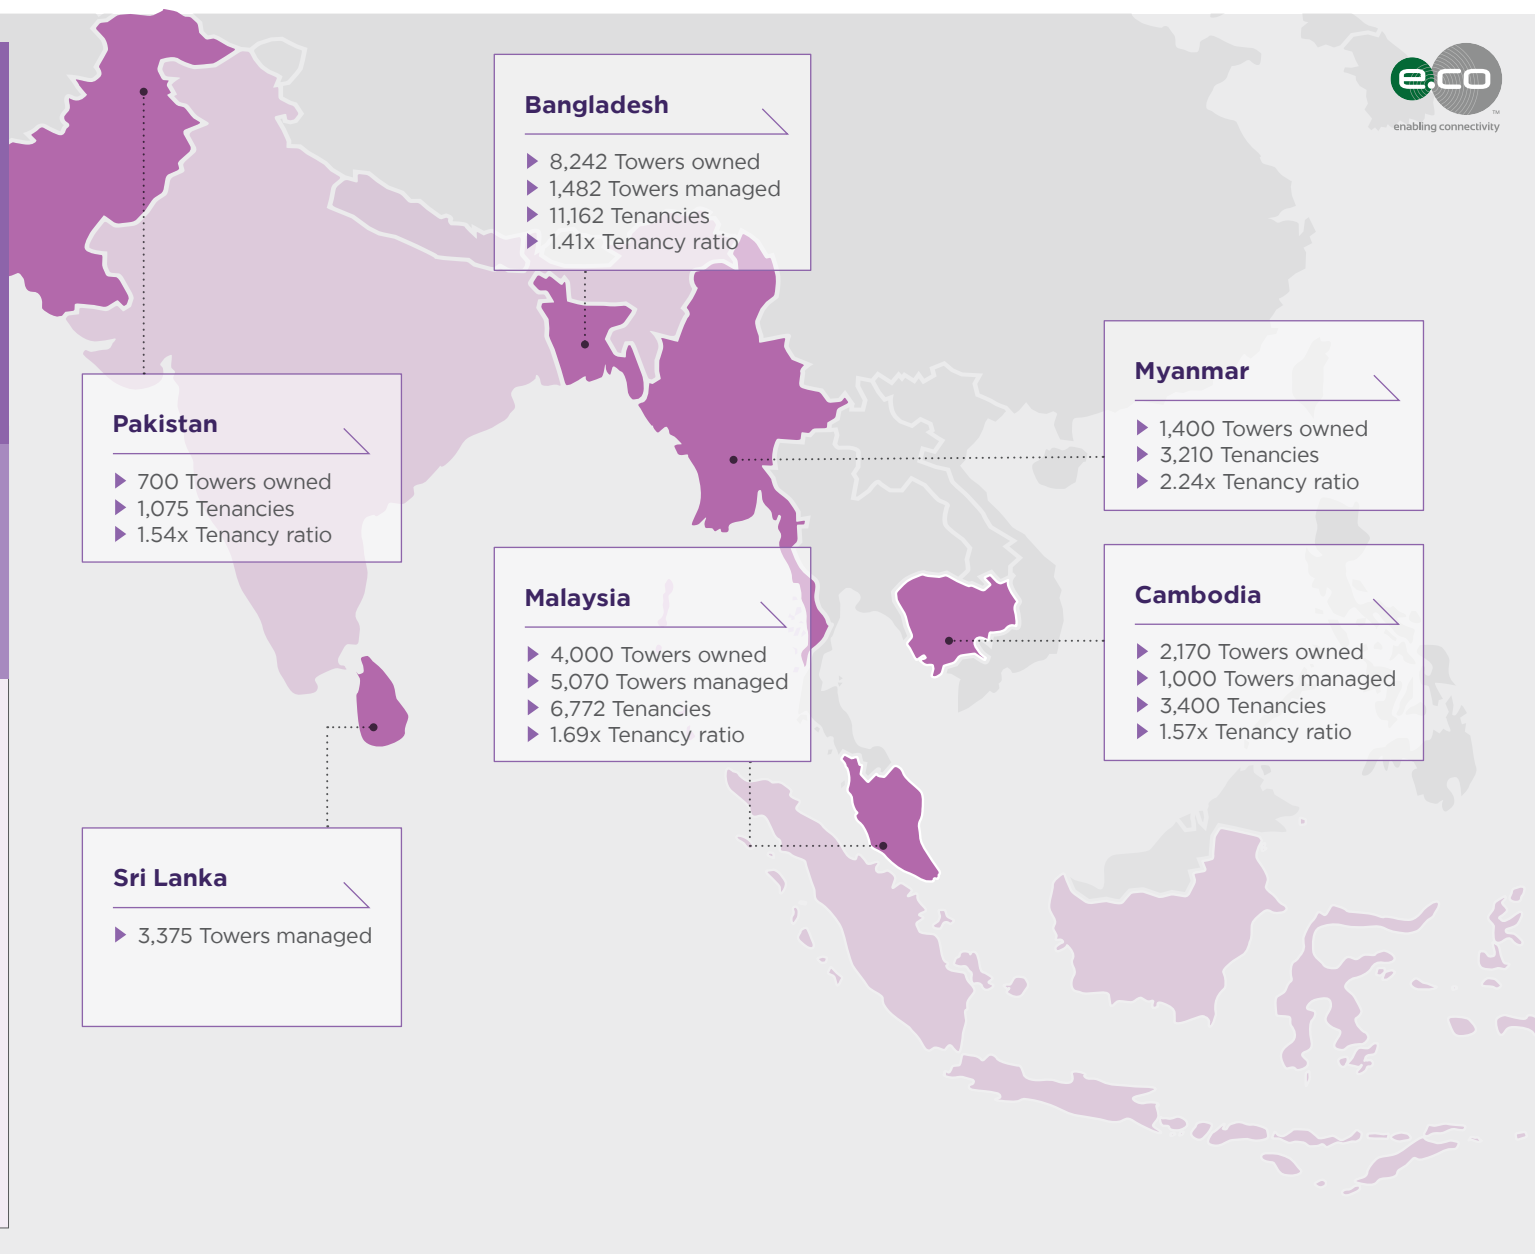 e.co
™
enabling connectivity
Bangladesh
8,242 Towers owned
1,482 Towers managed
11,162 Tenancies
1.41x Tenancy ratio
Myanmar
1,400 Towers owned
3,210 Tenancies
2.24x Tenancy ratio
Pakistan
700 Towers owned
1,075 Tenancies
1.54x Tenancy ratio
Malaysia
4,000 Towers owned
5,070 Towers managed
6,772 Tenancies
1.69x Tenancy ratio
Cambodia
2,170 Towers owned
1,000 Towers managed
3,400 Tenancies
1.57x Tenancy ratio
Sri Lanka
3,375 Towers managed